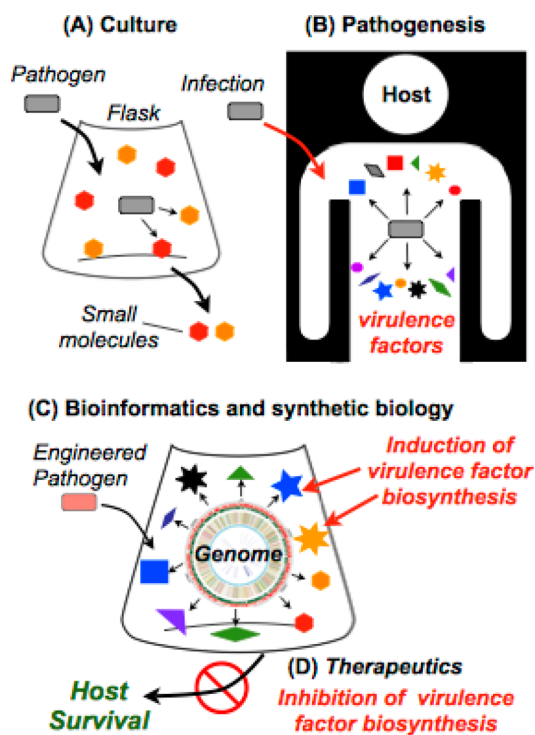 (A) Culture
Pathogen
Flask
Small
molecules
(B) Pathogenesis
Infection
Host
virulence
factors
(C) Bioinformatics and synthetic biology
Engineered
Pathogen
Genome
Induction of
virulence factor
biosynthesis
(D) Therapeutics
Inhibition of virulence
factor biosynthesis
Host
Survival